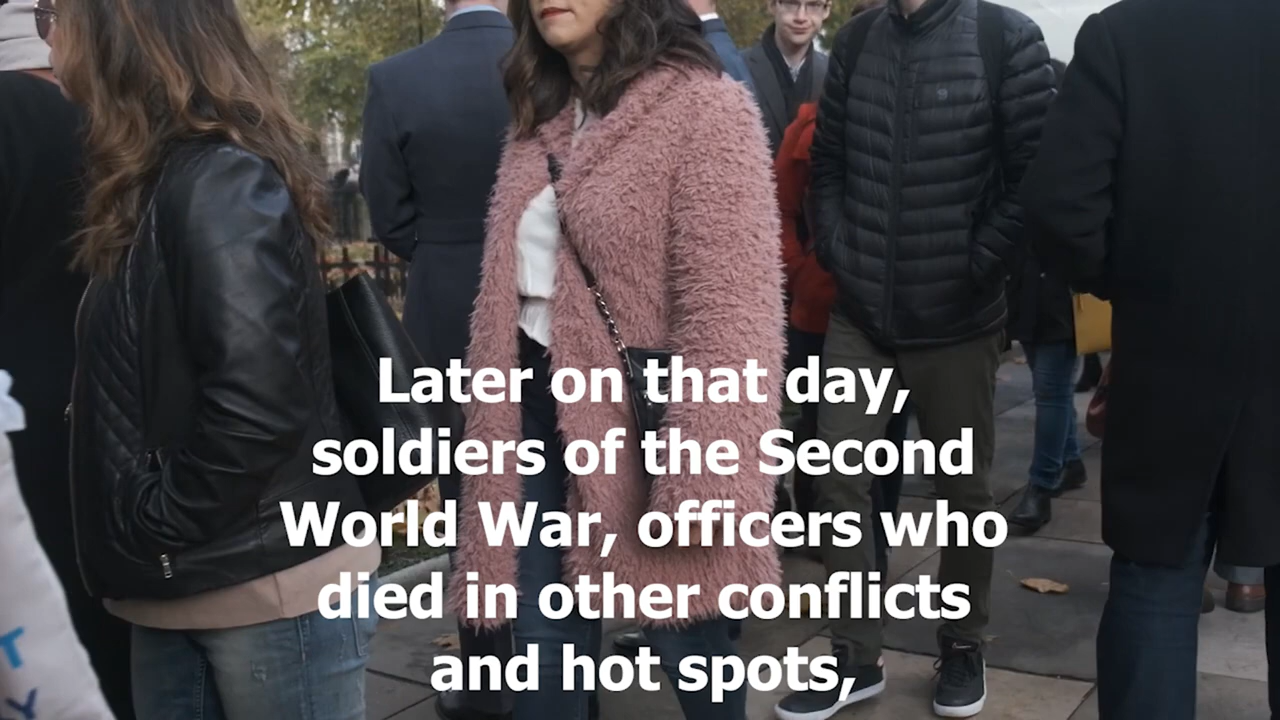 Later on that day,
soldiers of the Second
World War, officers who
died in other conflicts
and hot spots,
T
Y